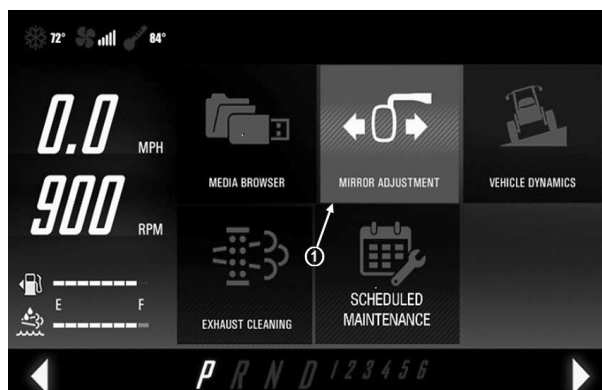 72° 84°
0.0 MPH
900 RPM
E F
MEDIA BROWSER
MIRROR ADJUSTMENT
VEHICLE DYNAMICS
1
EXHAUST CLEANING
SCHEDULED
MAINTENANCE
P R N D 1 2 3 4 5 6